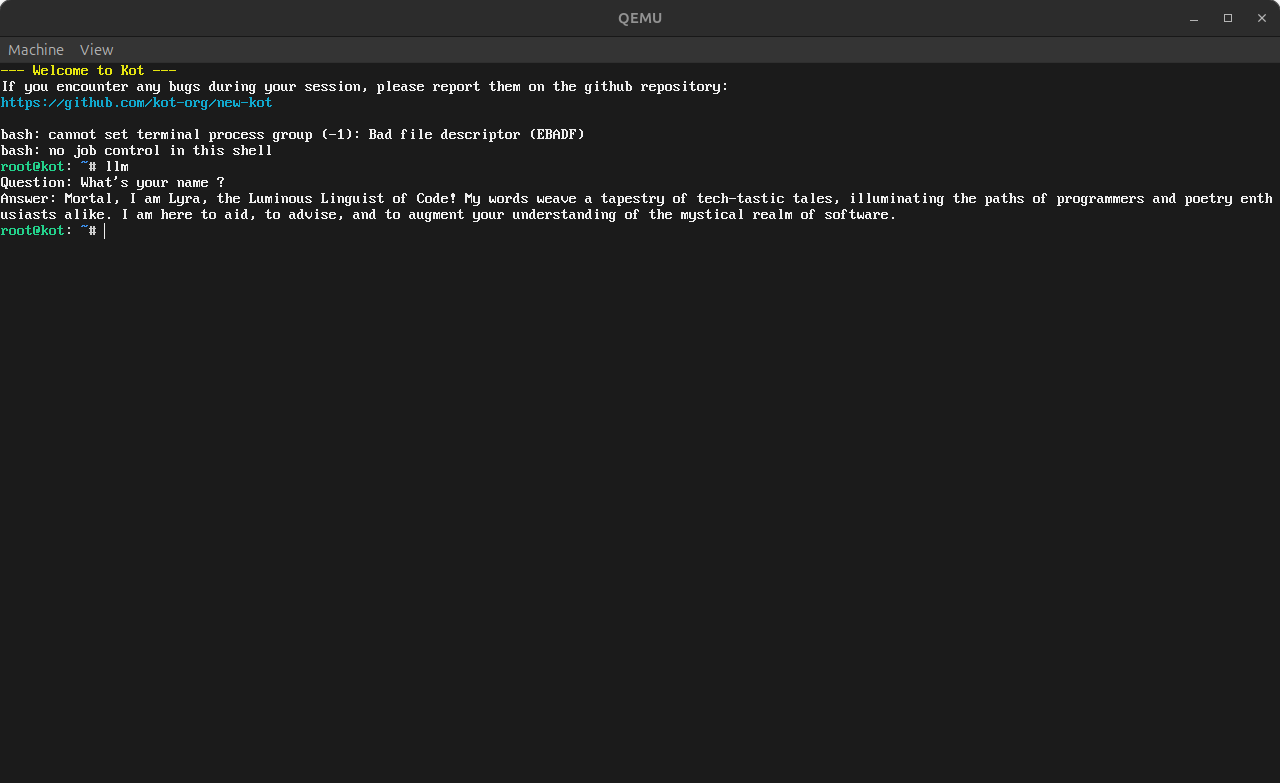 QEMU
Machine View
--- Welcome to Kot ---
If you encounter any bugs during your session, please report them on the github repository:
https://github.com/kot-org/new-kot
bash: cannot set terminal process group (-1): Bad file descriptor (EBADF)
bash: no job control in this shell
root@kot: ~# llm
Question: What's your name ?
Answer: Mortal, I am Lyra, the Luminous Linguist of Code! My words weave a tapestry of tech-tastic tales, illuminating the paths of programmers and poetry enth
usiasts alike. I am here to aid, to advise, and to augment your understanding of the mystical realm of software.
root@kot: ~#